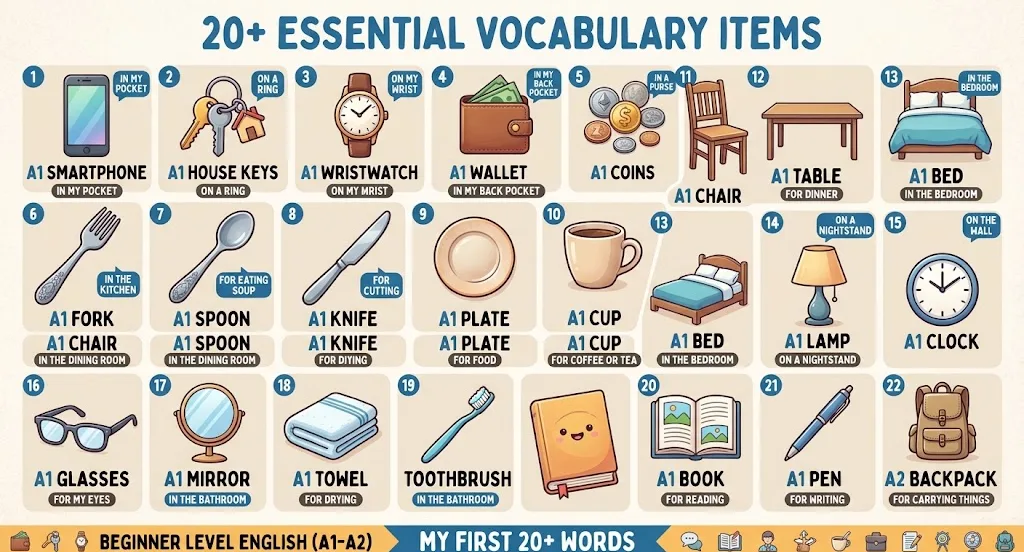 20+ ESSENTIAL VOCABULARY ITEMS
1
IN MY
POCKET
A1 SMARTPHONE
IN MY POCKET
2
ON A
RING
A1 HOUSE KEYS
ON A RING
3
ON MY
WRIST
A1 WRISTWATCH
ON MY WRIST
4
IN MY
BACK
POCKET
A1 WALLET
IN MY BACK POCKET
5
IN A
PURSE
A1 COINS
11
A1 CHAIR
12
A1 TABLE
FOR DINNER
13
IN THE
BEDROOM
A1 BED
IN THE BEDROOM
6
IN THE
KITCHEN
A1 FORK
A1 CHAIR
IN THE DINING ROOM
7
FOR EATING
SOUP
A1 SPOON
A1 SPOON
IN THE DINING ROOM
8
FOR
CUTTING
A1 KNIFE
A1 KNIFE
FOR DIYING
9
A1 PLATE
A1 PLATE
FOR FOOD
10
A1 CUP
A1 CUP
FOR COFFEE OR TEA
13
A1 BED
IN THE BEDROOM
14
ON A
NIGHTSTAND
A1 LAMP
ON A NIGHTSTAND
15
ON THE
WALL
A1 CLOCK
16
A1 GLASSES
FOR MY EYES
17
A1 MIRROR
IN THE BATHROOM
18
A1 TOWEL
FOR DRYING
19
TOOTHBRUSH
IN THE BATHROOM
20
A1 BOOK
FOR READING
21
A1 PEN
FOR WRITING
22
A2 BACKPACK
FOR CARRYING THINGS
BEGINNER LEVEL ENGLISH (A1-A2)
MY FIRST 20+ WORDS